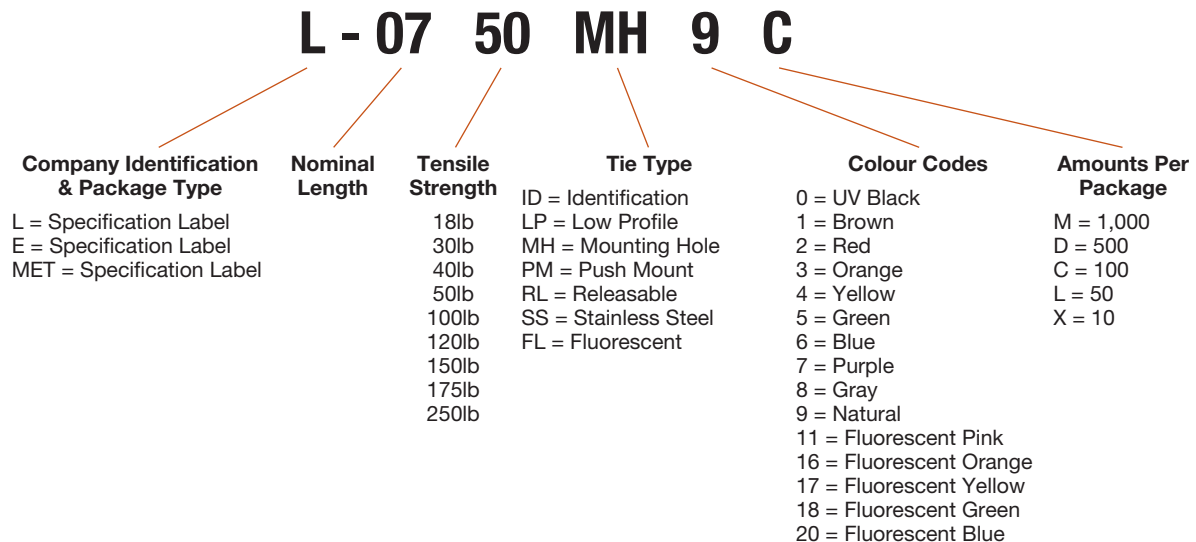 L - 07 50 MH 9 C
Company Identification
& Package Type
L = Specification Label
E = Specification Label
MET = Specification Label
Nominal
Length
Tensile
Strength
18lb
30lb
40lb
50lb
100lb
120lb
150lb
175lb
250lb
Tie Type
ID = Identification
LP = Low Profile
MH = Mounting Hole
PM = Push Mount
RL = Releasable
SS = Stainless Steel
FL = Fluorescent
Colour Codes
0 = UV Black
1 = Brown
2 = Red
3 = Orange
4 = Yellow
5 = Green
6 = Blue
7 = Purple
8 = Gray
9 = Natural
11 = Fluorescent Pink
16 = Fluorescent Orange
17 = Fluorescent Yellow
18 = Fluorescent Green
20 = Fluorescent Blue
Amounts Per
Package
M = 1,000
D = 500
C = 100
L = 50
X = 10